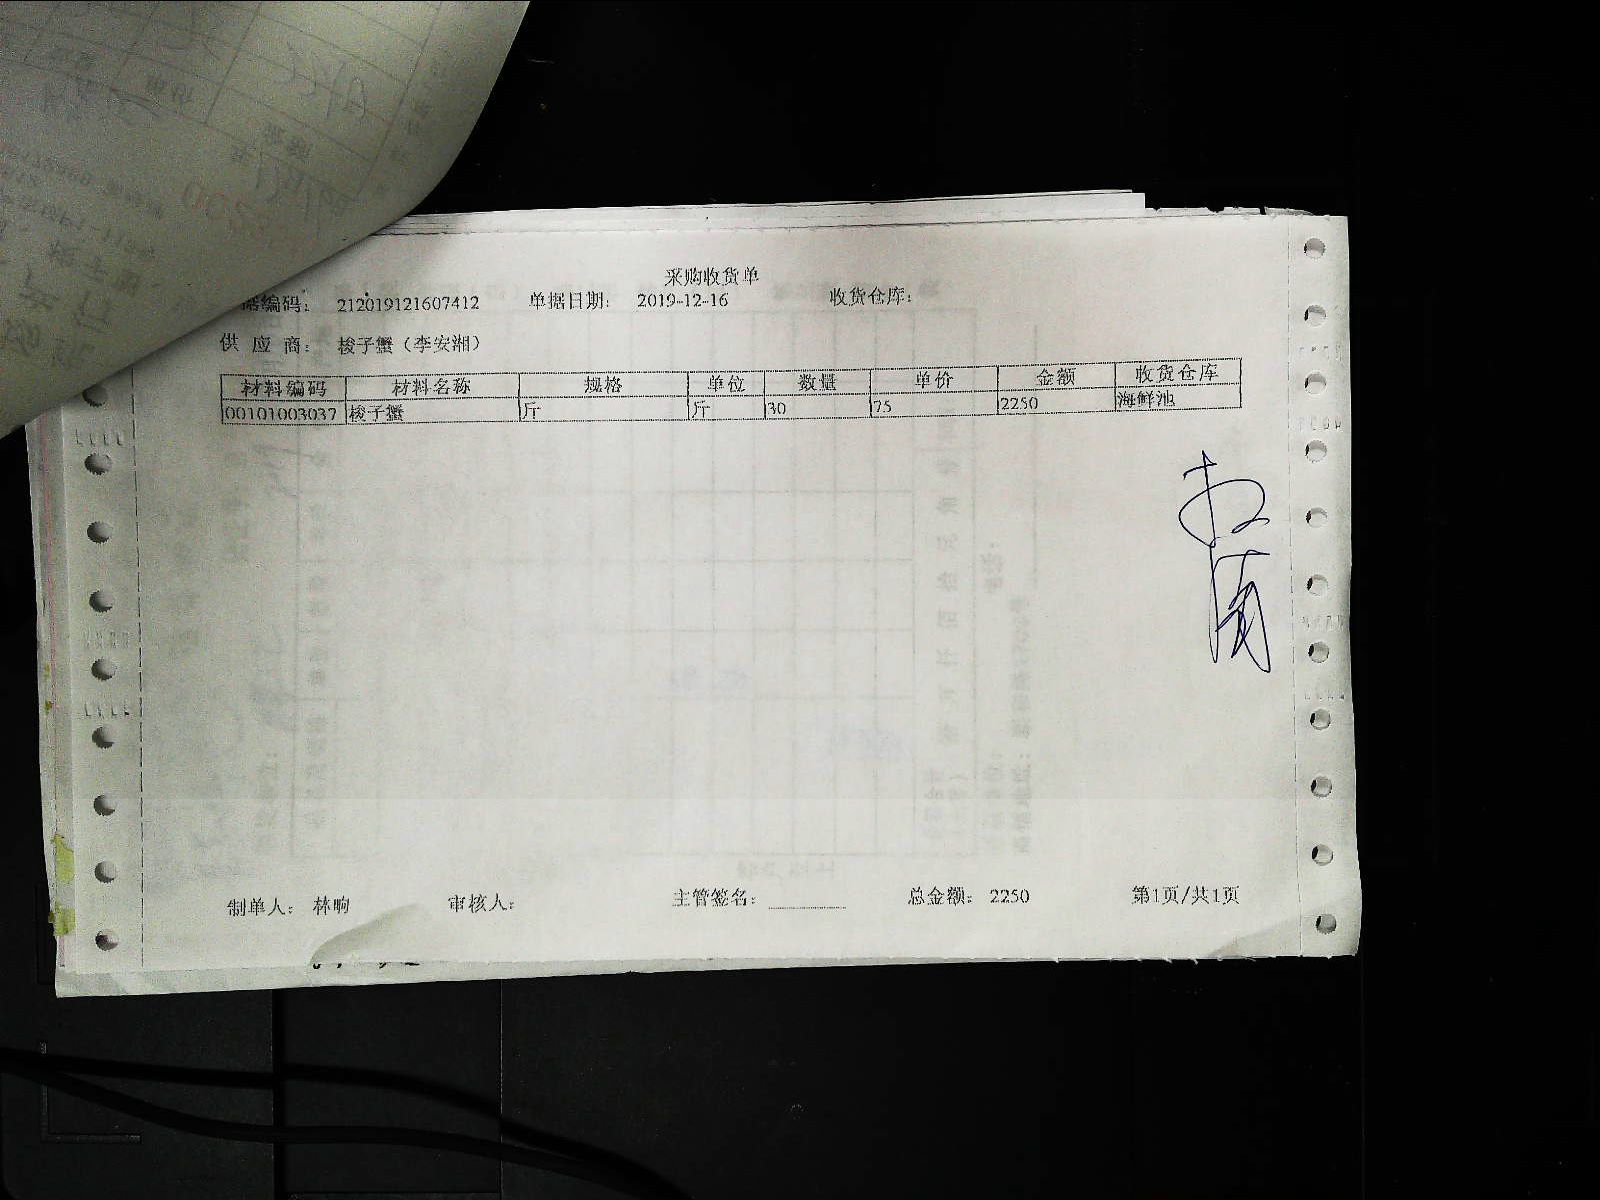 采购收货单
据编码： 212019121607412 单据日期： 2019-12-16 收货仓库：
供 应 商： 梭子蟹（李安湘）
材料编码 材料名称 规格 单位 数量 单价 金额 收货仓库
00101003037 梭子蟹 斤 斤 30 75 2250 海鲜池
制单人： 林晌 审核人： 主管签名： 总金额： 2250 第1页/共1页